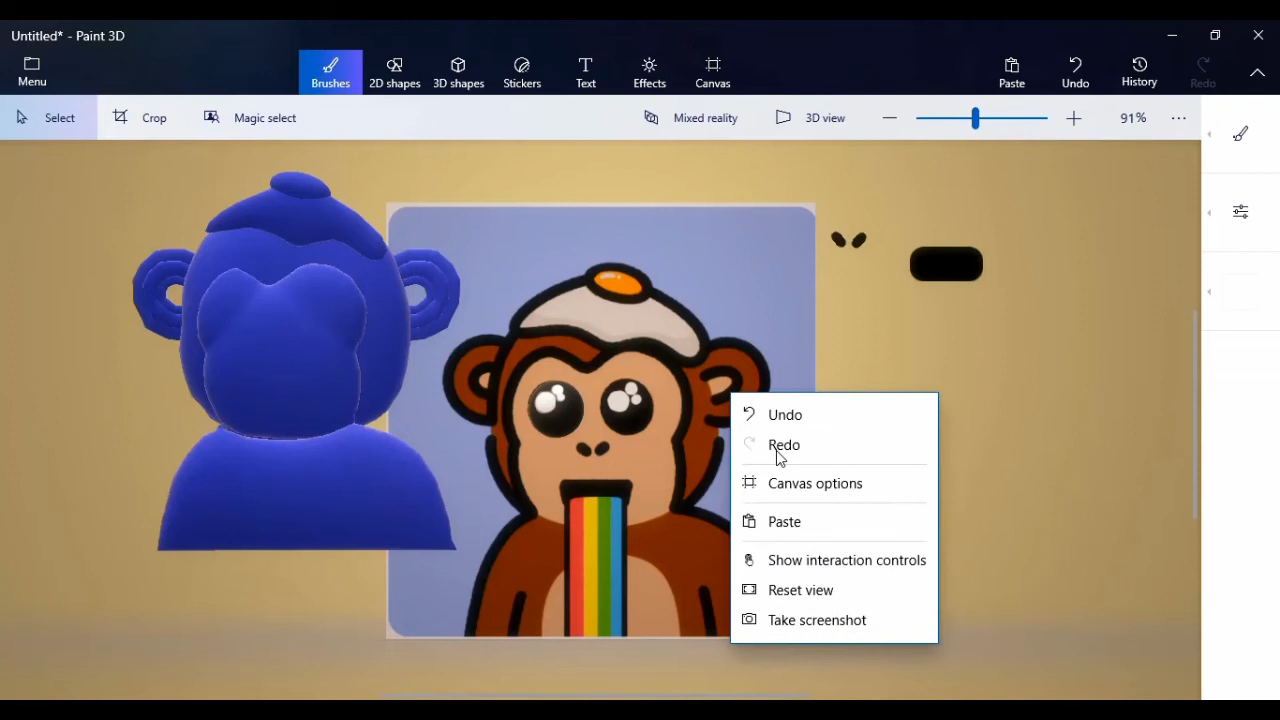 Untitled* - Paint 3D
Menu
Brushes
2D shapes
3D shapes
Stickers
Text
Effects
Canvas
Paste
Undo
History
Redo
Select
Crop
Magic select
Mixed reality
3D view
91%
Undo
Redo
Canvas options
Paste
Show interaction controls
Reset view
Take screenshot